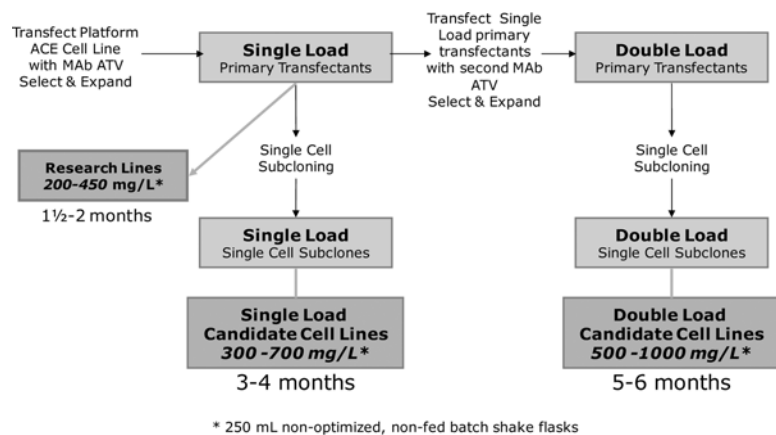 Transfect Platform
ACE Cell Line
with MAb ATV
Select & Expand
Single Load
Primary Transfectants
Transfect Single
Load primary
transfectants
with second MAb
ATV
Select & Expand
Double Load
Primary Transfectants
Single Cell
Subcloning
Single Cell
Subcloning
Research Lines
200-450 mg/L*
1½-2 months
Single Load
Single Cell Subclones
Double Load
Single Cell Subclones
Single Load
Candidate Cell Lines
300 -700 mg/L*
3-4 months
Double Load
Candidate Cell Lines
500 -1000 mg/L*
5-6 months
* 250 mL non-optimized, non-fed batch shake flasks